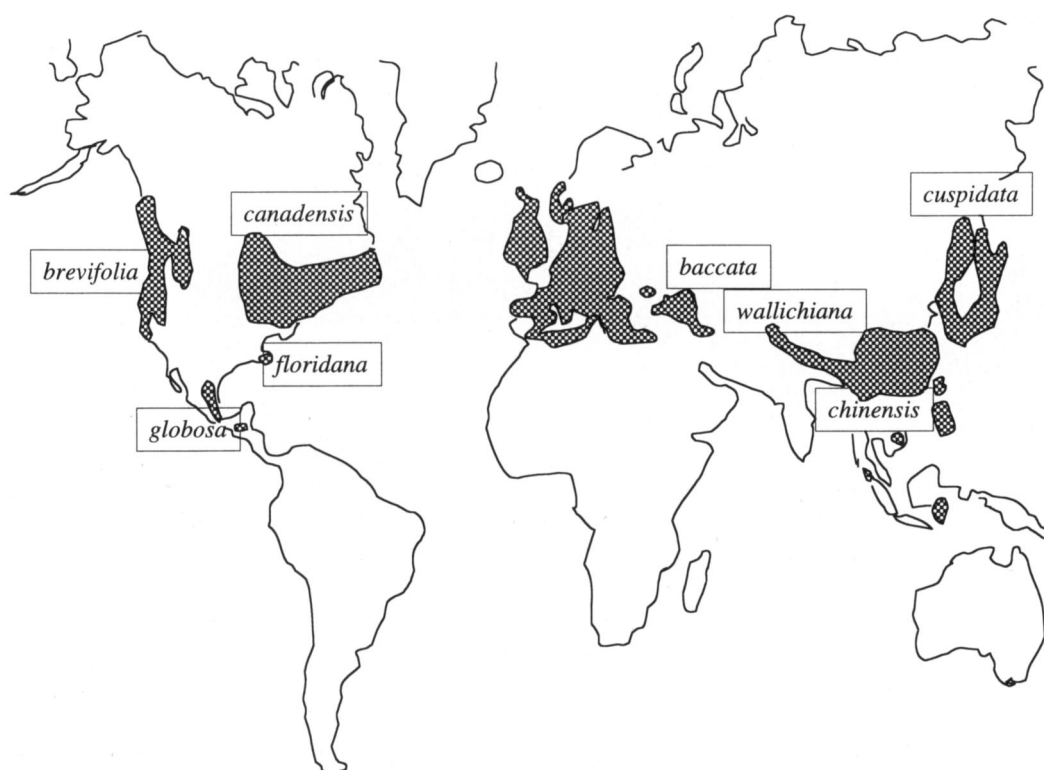 cuspidata
canadensis
brevifolia
baccata
wallichiana
floridana
chinensis
globosa